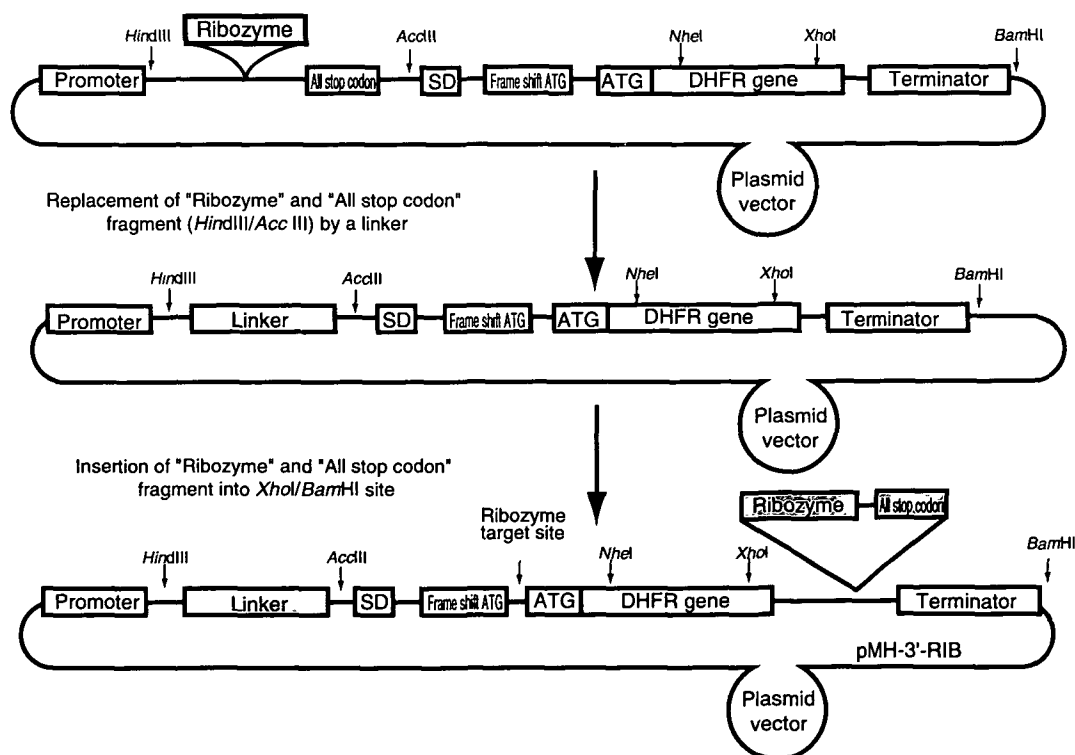 HindIII
Ribozyme
AccIII
NheI
XhoI
BamHI
Promoter
All stop codon
SD
Frame shift ATG
ATG
DHFR gene
Terminator
Plasmid
vector
Replacement of "Ribozyme" and "All stop codon"
fragment (HindIII/Acc III) by a linker
HindIII
AccIII
NheI
XhoI
BamHI
Promoter
Linker
SD
Frame shift ATG
ATG
DHFR gene
Terminator
Plasmid
vector
Insertion of "Ribozyme" and "All stop codon"
fragment into XhoI/BamHI site
Ribozyme
target site
Ribozyme
All stop codon
HindIII
AccIII
NheI
XhoI
BamHI
Promoter
Linker
SD
Frame shift ATG
ATG
DHFR gene
Terminator
pMH-3'-RIB
Plasmid
vector